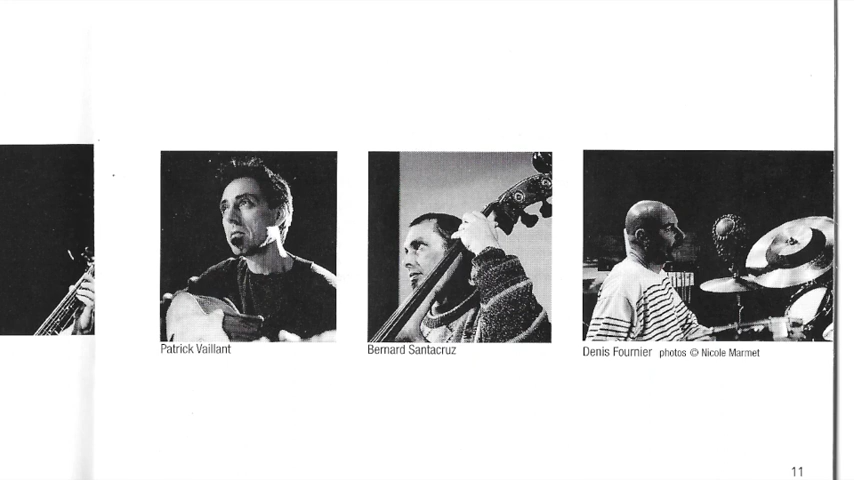 Patrick Vaillant
Bernard Santacruz
Denis Fournier photos © Nicole Marmet
11